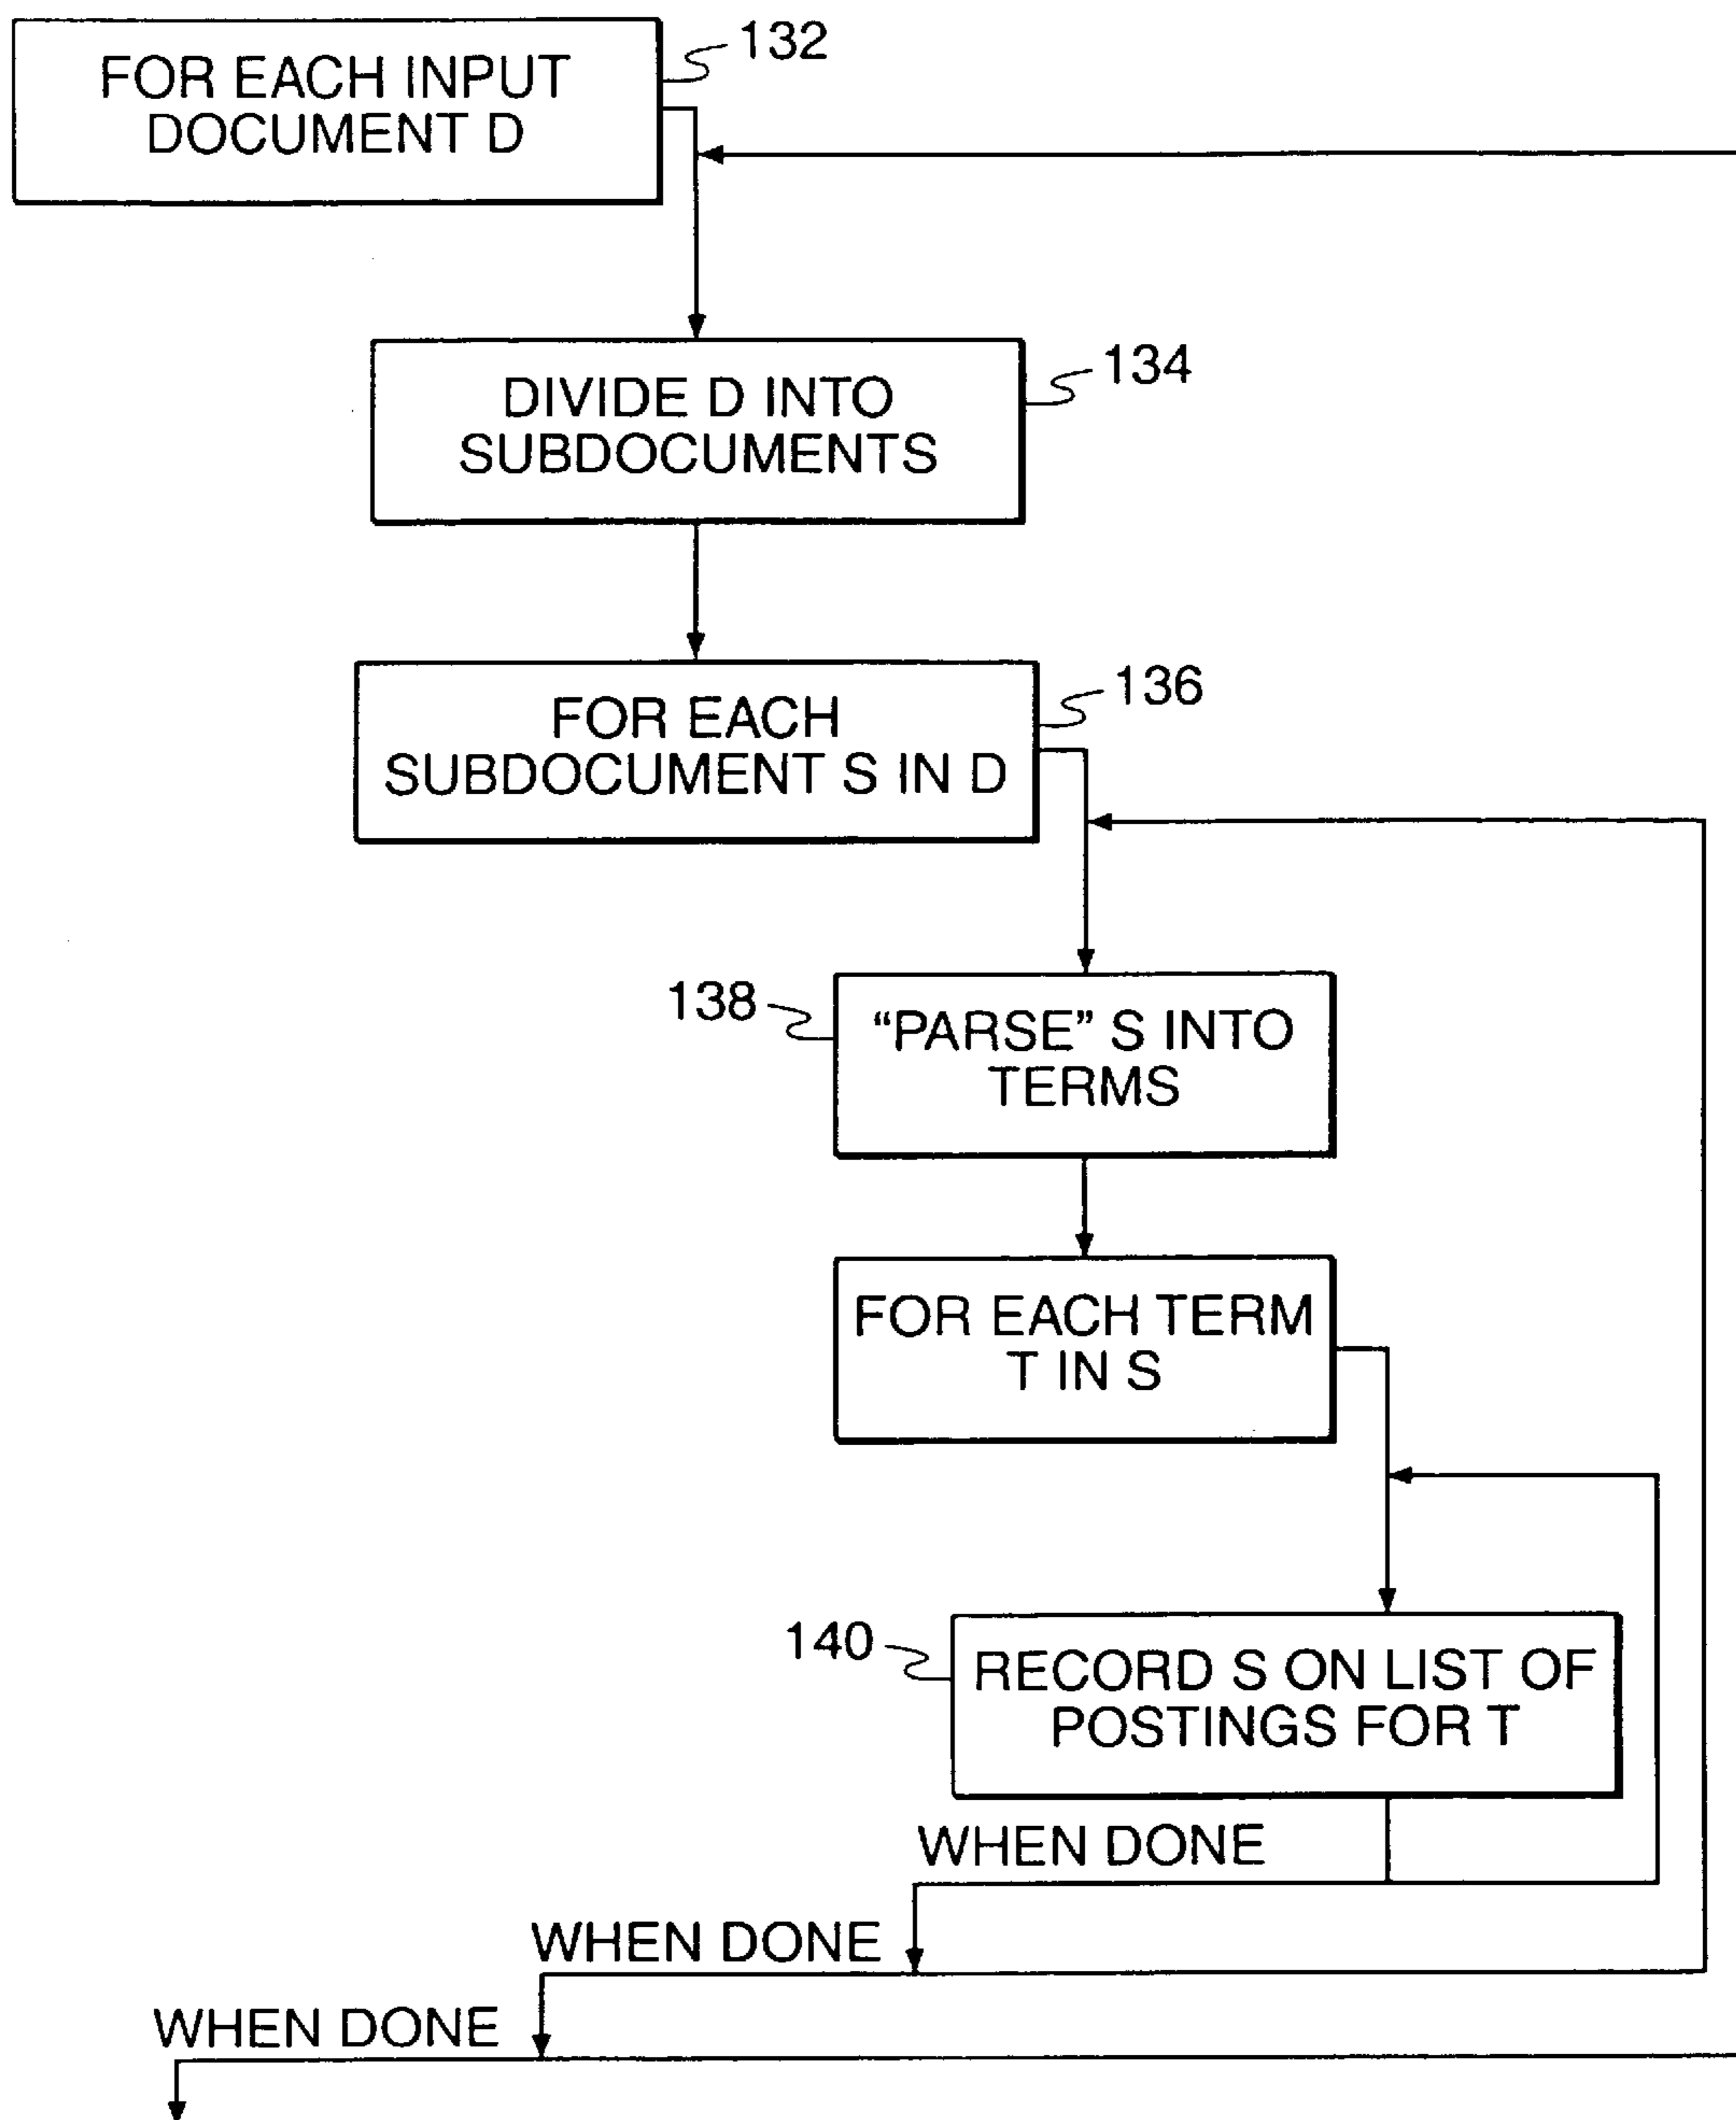 132
FOR EACH INPUT
DOCUMENT D
134
DIVIDE D INTO
SUBDOCUMENTS
136
FOR EACH
SUBDOCUMENT S IN D
138
“PARSE” S INTO
TERMS
FOR EACH TERM
T IN S
140
RECORD S ON LIST OF
POSTINGS FOR T
WHEN DONE
WHEN DONE
WHEN DONE